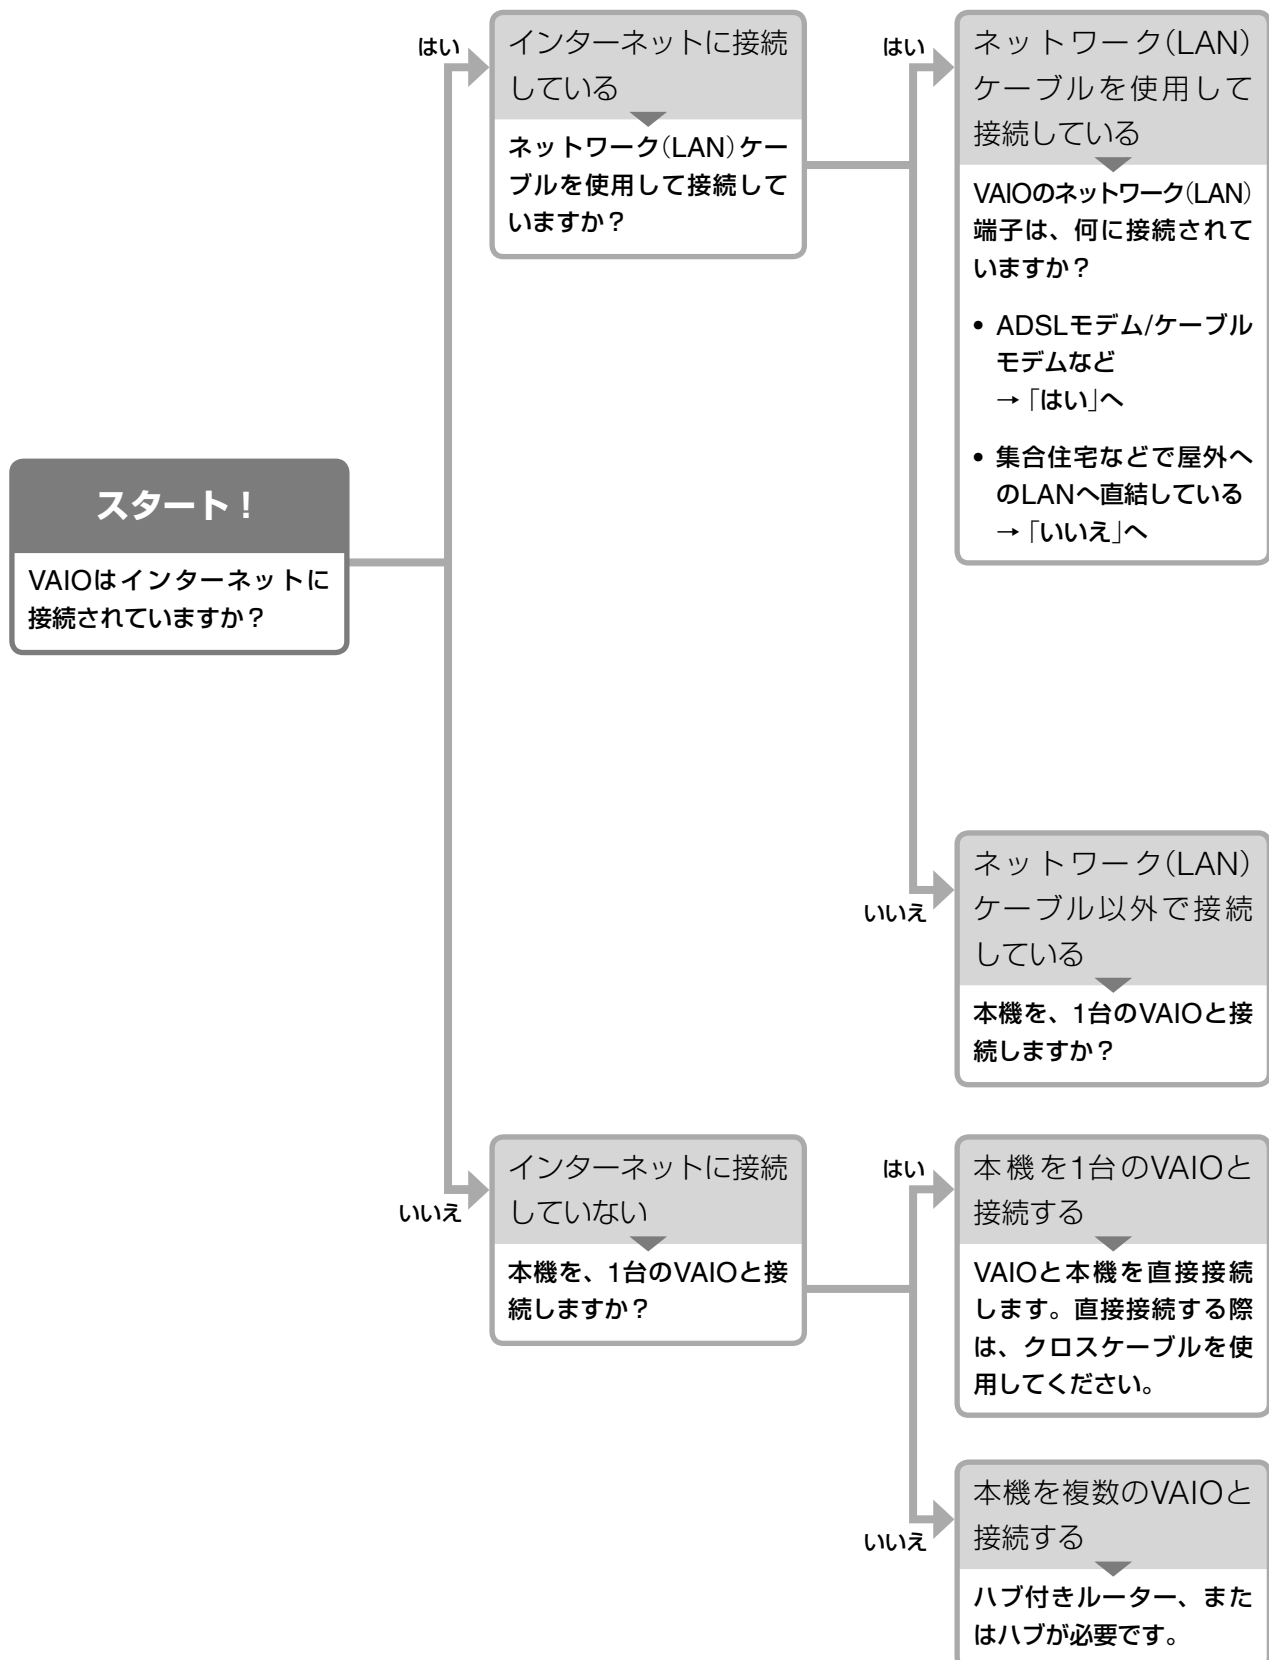 スタート！
VAIOはインターネットに
接続されていますか？
はい
インターネットに接続
している
ネットワーク(LAN)ケー
ブルを使用して接続して
いますか？
はい
ネットワーク(LAN)
ケーブルを使用して
接続している
VAIOのネットワーク(LAN)
端子は、何に接続されて
いますか？
• ADSLモデム/ケーブル
モデムなど
→「はい」へ
• 集合住宅などで屋外へ
のLANへ直結している
→「いいえ」へ
いいえ
ネットワーク(LAN)
ケーブル以外で接続
している
本機を、1台のVAIOと接
続しますか？
いいえ
インターネットに接続
していない
本機を、1台のVAIOと接
続しますか？
はい
本機を1台のVAIOと
接続する
VAIOと本機を直接接続
します。直接接続する際
は、クロスケーブルを使
用してください。
いいえ
本機を複数のVAIOと
接続する
ハブ付きルーター、また
はハブが必要です。